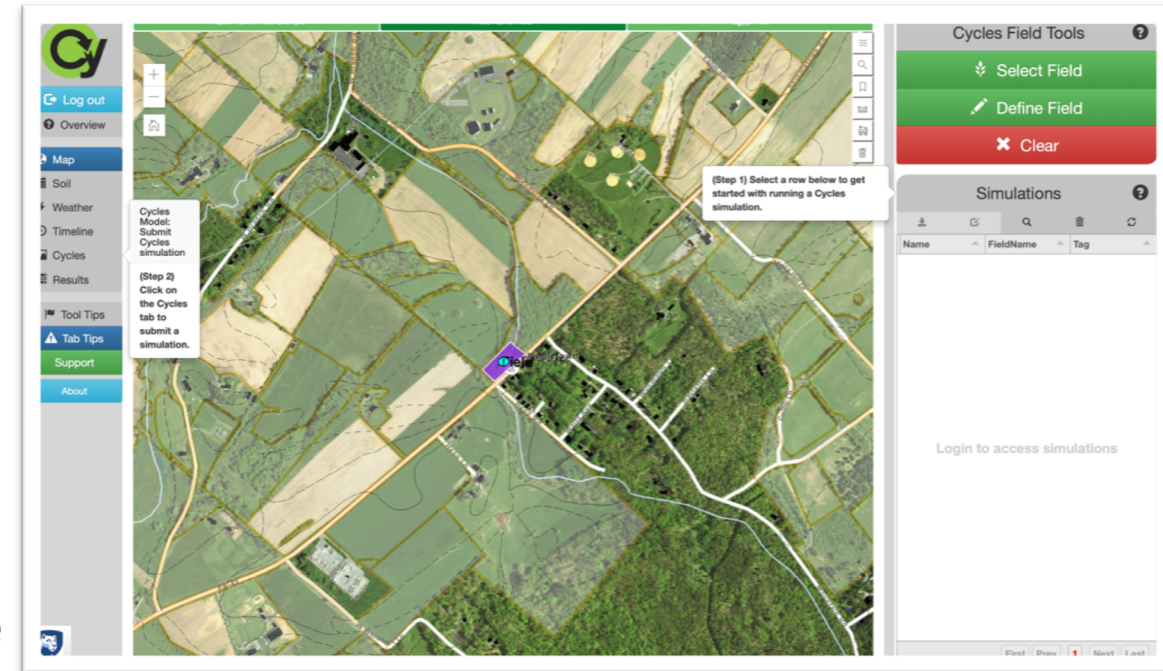 Cy
Log out
Overview
Map
Soil
Weather
Timeline
Cycles
Results
Tool Tips
Tab Tips
Support
About
Cycles
Model:
Submit
Cycles
simulation
(Step 2)
Click on
the Cycles
tab to
submit a
simulation.
Field
(Step 1) Select a row below to get
started with running a Cycles
simulation.
Cycles Field Tools
Select Field
Define Field
Clear
Simulations
Name FieldName Tag
Login to access simulations
First Prev 1 Next Last